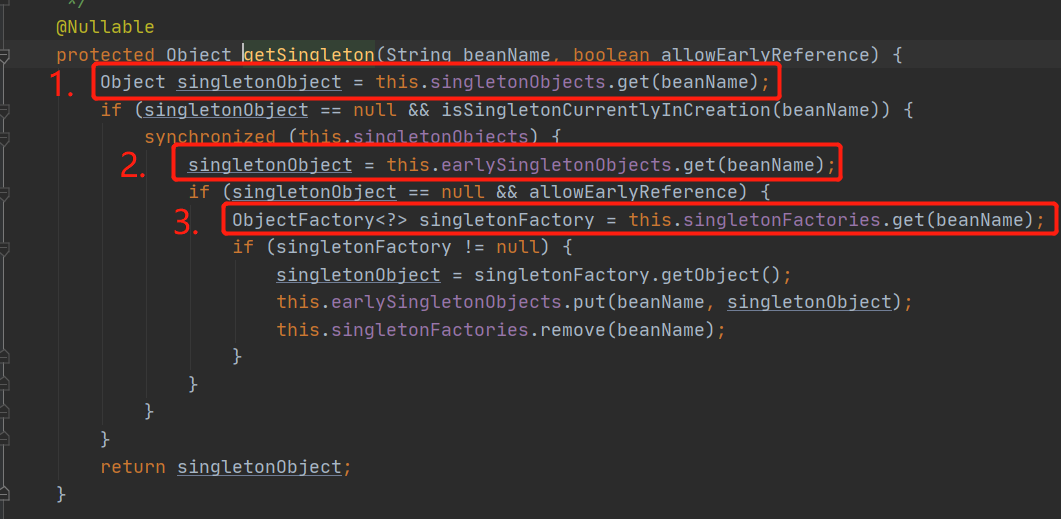 */
@Nullable
protected Object getSingleton(String beanName, boolean allowEarlyReference) {
1. Object singletonObject = this.singletonObjects.get(beanName);
if (singletonObject == null && isSingletonCurrentlyInCreation(beanName)) {
synchronized (this.singletonObjects) {
2. singletonObject = this.earlySingletonObjects.get(beanName);
if (singletonObject == null && allowEarlyReference) {
3. ObjectFactory<?> singletonFactory = this.singletonFactories.get(beanName);
if (singletonFactory != null) {
singletonObject = singletonFactory.getObject();
this.earlySingletonObjects.put(beanName, singletonObject);
this.singletonFactories.remove(beanName);
}
}
}
}
return singletonObject;
}